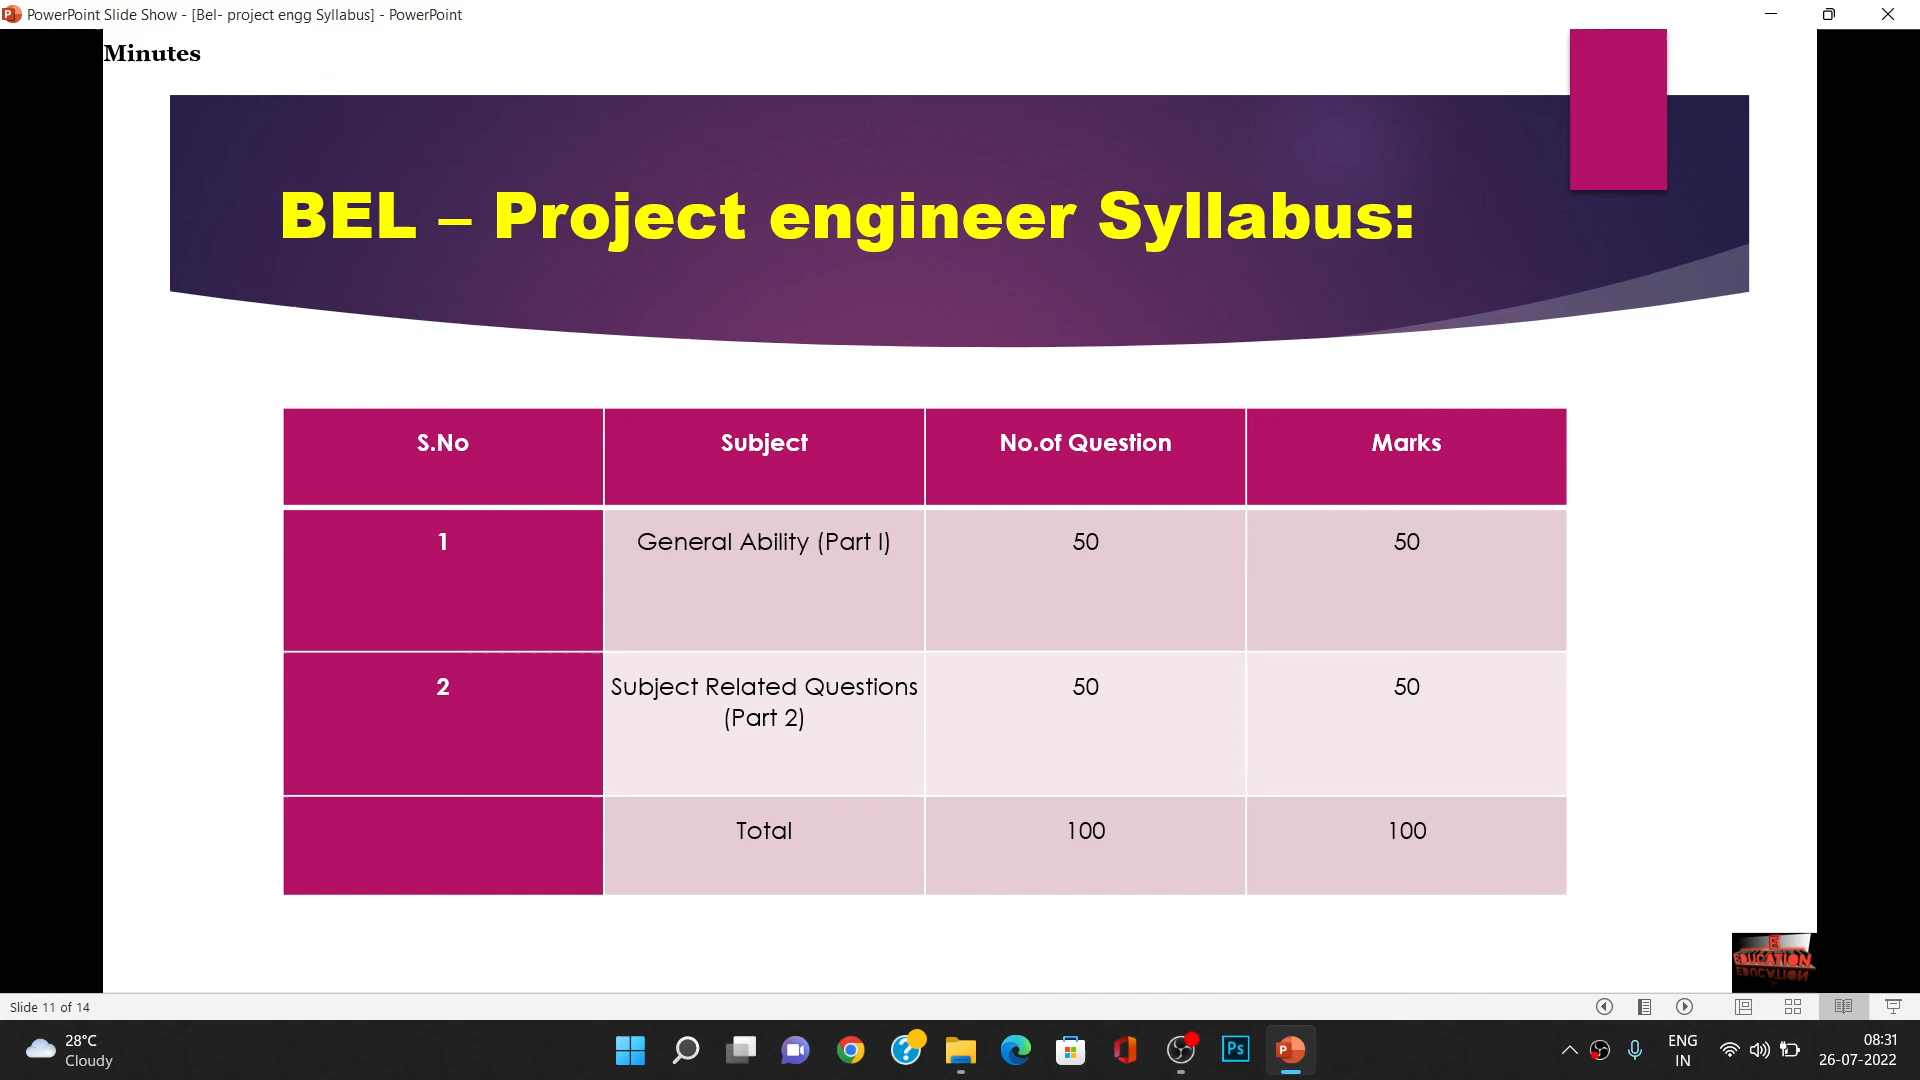 PowerPoint Slide Show - [Bel- project engg Syllabus] - PowerPoint
Minutes
BEL – Project engineer Syllabus:
S.No Subject No.of Question Marks
1 General Ability (Part I) 50 50
2 Subject Related Questions 50 50
(Part 2)
Total 100 100
E
EDUCATION
Slide 11 of 14
28°C
Cloudy
Ps
ENG
IN
08:31
26-07-2022